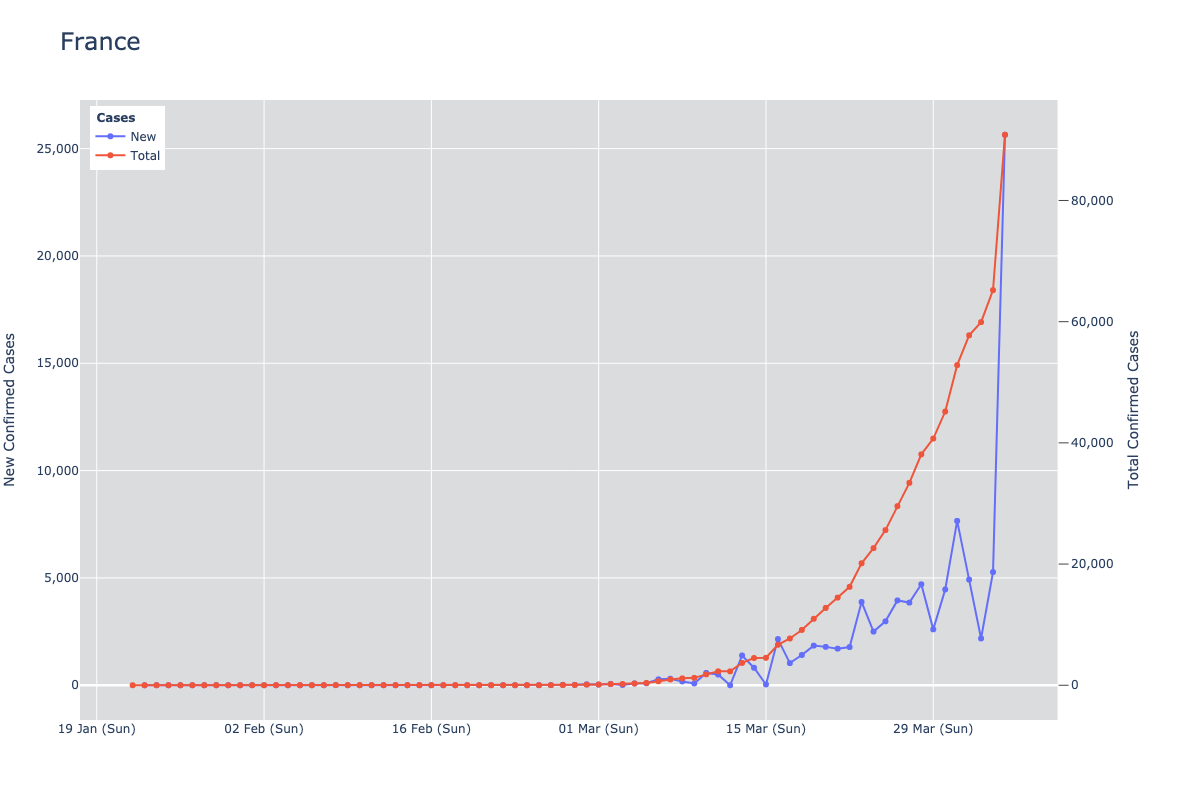 France
Cases
New
Total
25,000
20,000
15,000
10,000
5,000
0
New Confirmed Cases
80,000
60,000
40,000
20,000
0
Total Confirmed Cases
19 Jan (Sun)
02 Feb (Sun)
16 Feb (Sun)
01 Mar (Sun)
15 Mar (Sun)
29 Mar (Sun)